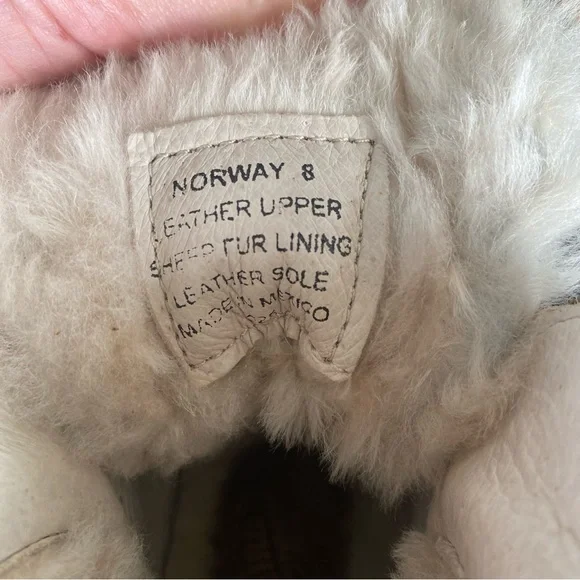 NORWAY 8
LEATHER UPPER
SHEEP FUR LINING
LEATHER SOLE
MADE IN MEXICO